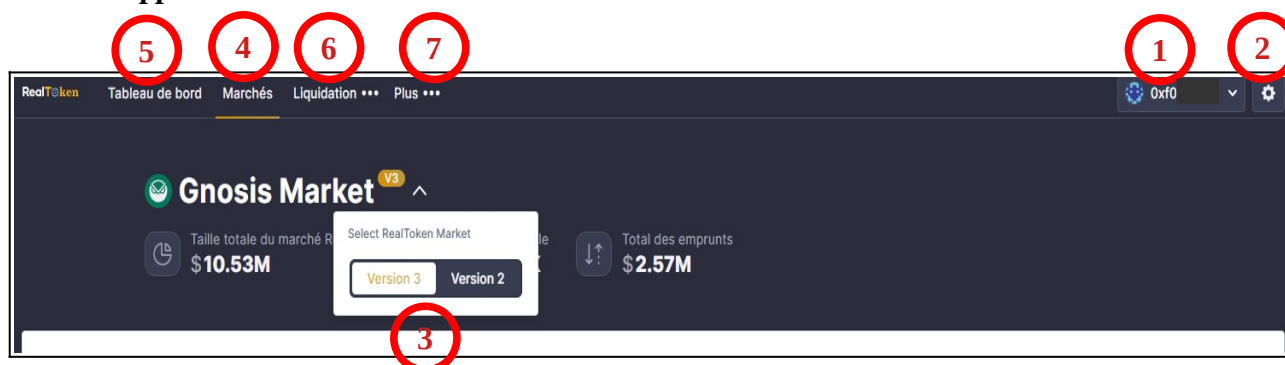 5 4 6 7 1 2
RealToken Tableau de bord Marchés Liquidation ••• Plus ••• 0xf0
Gnosis Market V3
Select RealToken Market
Taille totale du marché R
le
Total des emprunts
$10.53M
$2.57M
Version 3 Version 2
3